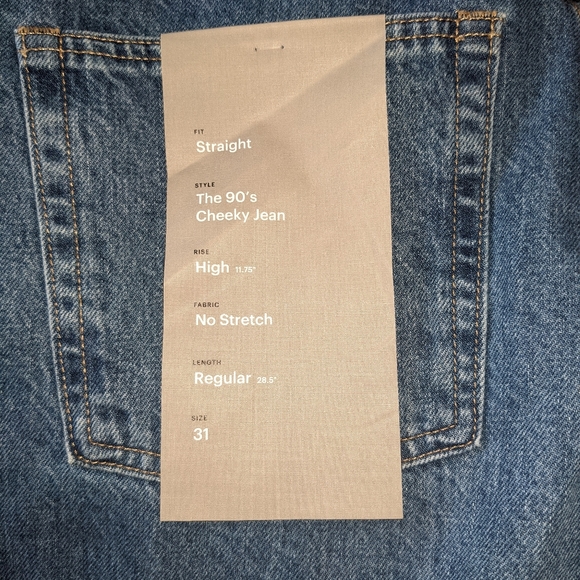 FIT
Straight
STYLE
The 90's
Cheeky Jean
RISE
High 11.75"
FABRIC
No Stretch
LENGTH
Regular 28.5"
SIZE
31